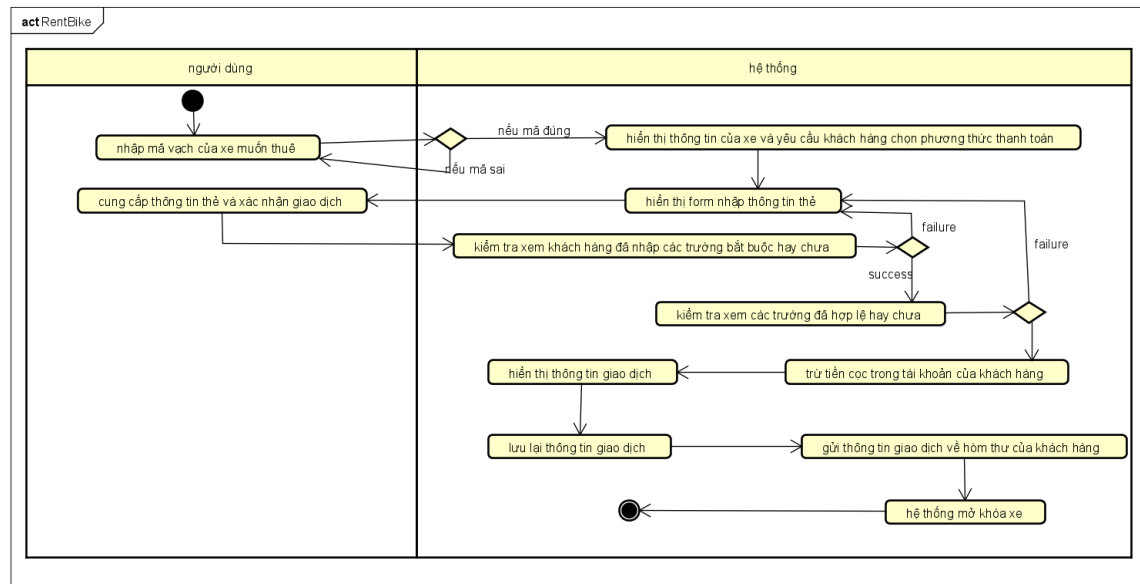 act RentBike
người dùng
hệ thống
nhập mã vạch của xe muốn thuê
nếu mã đúng
nếu mã sai
hiển thị thông tin của xe và yêu cầu khách hàng chọn phương thức thanh toán
cung cấp thông tin thẻ và xác nhận giao dịch
hiển thị form nhập thông tin thẻ
kiểm tra xem khách hàng đã nhập các trường bắt buộc hay chưa
failure
failure
success
kiểm tra xem các trường đã hợp lệ hay chưa
hiển thị thông tin giao dịch
trừ tiền cọc trong tài khoản của khách hàng
lưu lại thông tin giao dịch
gửi thông tin giao dịch về hòm thư của khách hàng
hệ thống mở khóa xe